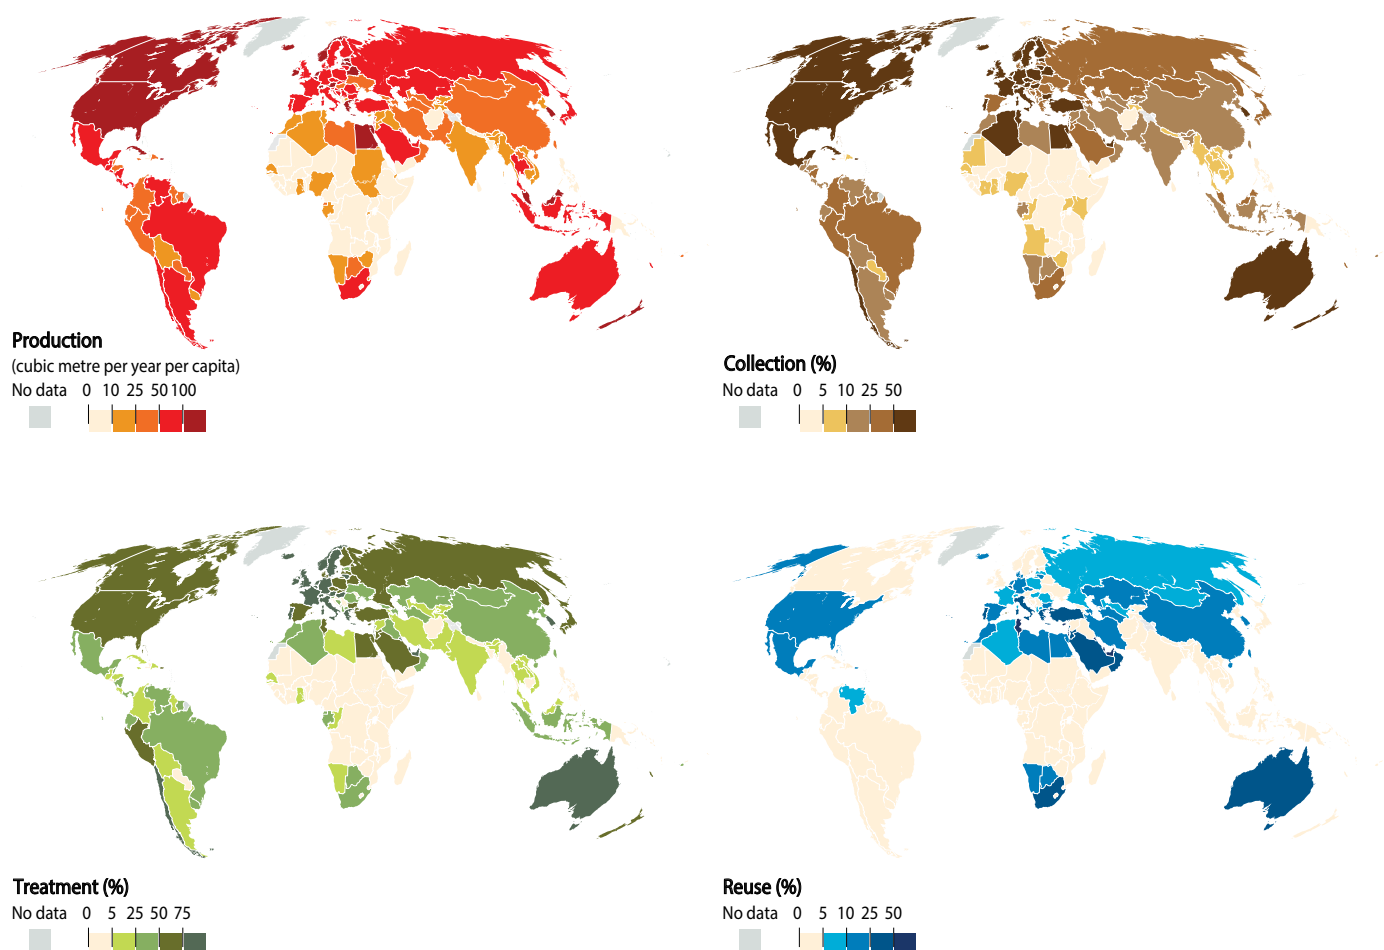 Production
(cubic metre per year per capita)
No data 0 10 25 50 100
Collection (%)
No data 0 5 10 25 50
Treatment (%)
No data 0 5 25 50 75
Reuse (%)
No data 0 5 10 25 50